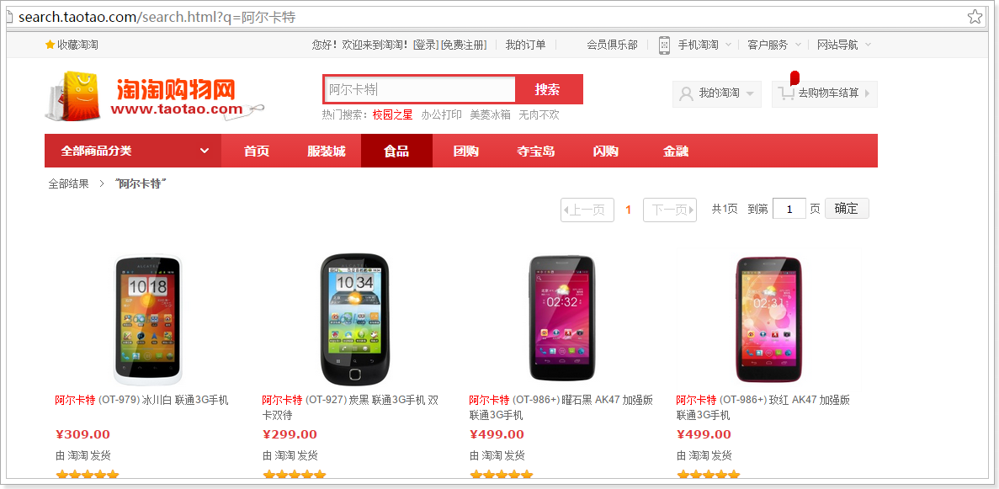 search.taotao.com/search.html?q=阿尔卡特
收藏淘淘 您好！欢迎来到淘淘！[登录] [免费注册] 我的订单 会员俱乐部 手机淘淘 客户服务 网站导航
淘淘购物网
www.taotao.com
阿尔卡特 搜索
我的淘淘 去购物车结算
热门搜索：校园之星 办公打印 美菱冰箱 无肉不欢
全部商品分类 首页 服装城 食品 团购 夺宝岛 闪购 金融
全部结果 > "阿尔卡特"
上一页 1 下一页 共1页 到第 1 页 确定
10 18
10 34
02:32
02:31
阿尔卡特 (OT-979) 冰川白 联通3G手机
¥309.00
由 淘淘 发货
阿尔卡特 (OT-927) 炭黑 联通3G手机 双
卡双待
¥299.00
由 淘淘 发货
阿尔卡特 (OT-986+) 曜石黑 AK47 加强版
联通3G手机
¥499.00
由 淘淘 发货
阿尔卡特 (OT-986+) 玫红 AK47 加强版
联通3G手机
¥499.00
由 淘淘 发货